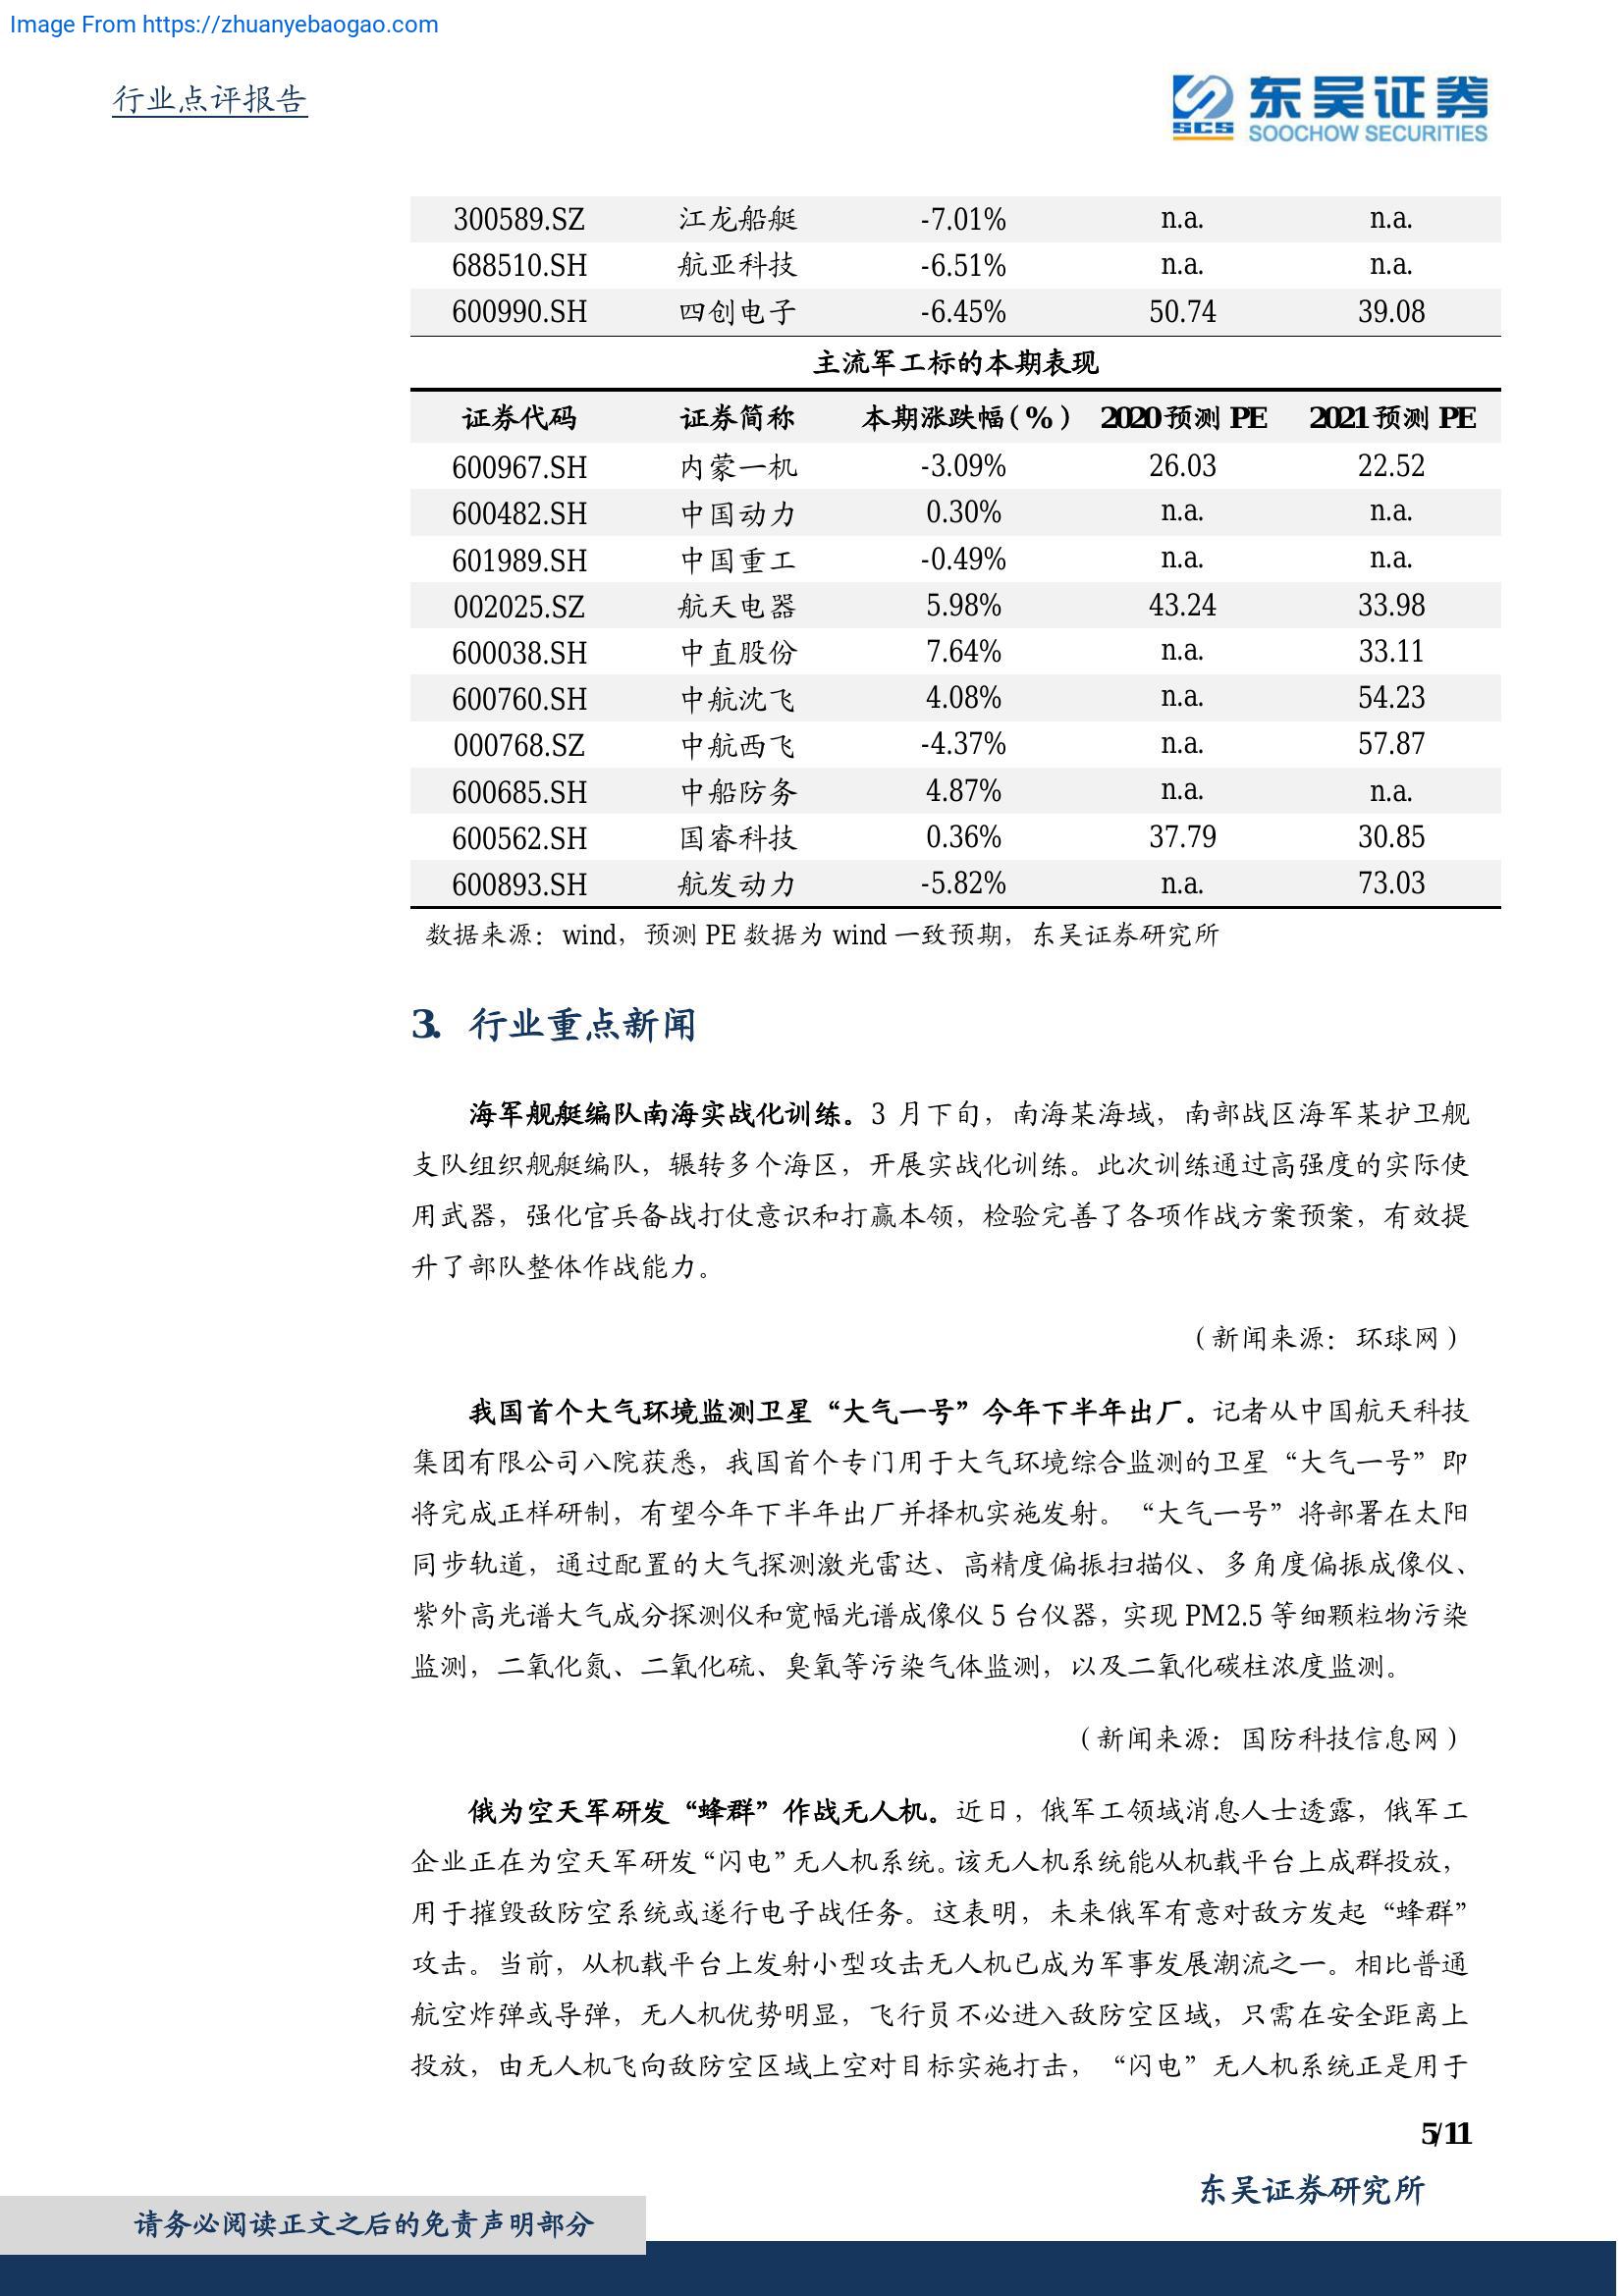 Image From https://zhuanyebaogao.com
行业点评报告
SCS 东吴证券
SOOCHOW SECURITIES
300589.SZ 江龙船艇 -7.01% n.a. n.a.
688510.SH 航亚科技 -6.51% n.a. n.a.
600990.SH 四创电子 -6.45% 50.74 39.08
主流军工标的本期表现
证券代码 证券简称 本期涨跌幅(%) 2020预测 PE 2021预测 PE
600967.SH 内蒙一机 -3.09% 26.03 22.52
600482.SH 中国动力 0.30% n.a. n.a.
601989.SH 中国重工 -0.49% n.a. n.a.
002025.SZ 航天电器 5.98% 43.24 33.98
600038.SH 中直股份 7.64% n.a. 33.11
600760.SH 中航沈飞 4.08% n.a. 54.23
000768.SZ 中航西飞 -4.37% n.a. 57.87
600685.SH 中船防务 4.87% n.a. n.a.
600562.SH 国睿科技 0.36% 37.79 30.85
600893.SH 航发动力 -5.82% n.a. 73.03
数据来源：wind，预测 PE 数据为 wind 一致预期，东吴证券研究所
3. 行业重点新闻
海军舰艇编队南海实战化训练。3 月下旬，南海某海域，南部战区海军某护卫舰
支队组织舰艇编队，辗转多个海区，开展实战化训练。此次训练通过高强度的实际使
用武器，强化官兵备战打仗意识和打赢本领，检验完善了各项作战方案预案，有效提
升了部队整体作战能力。
（新闻来源：环球网）
我国首个大气环境监测卫星“大气一号”今年下半年出厂。记者从中国航天科技
集团有限公司八院获悉，我国首个专门用于大气环境综合监测的卫星“大气一号”即
将完成正样研制，有望今年下半年出厂并择机实施发射。“大气一号”将部署在太阳
同步轨道，通过配置的大气探测激光雷达、高精度偏振扫描仪、多角度偏振成像仪、
紫外高光谱大气成分探测仪和宽幅光谱成像仪 5 台仪器，实现 PM2.5 等细颗粒物污染
监测，二氧化氮、二氧化硫、臭氧等污染气体监测，以及二氧化碳柱浓度监测。
（新闻来源：国防科技信息网）
俄为空天军研发“蜂群”作战无人机。近日，俄军工领域消息人士透露，俄军工
企业正在为空天军研发“闪电”无人机系统。该无人机系统能从机载平台上成群投放，
用于摧毁敌防空系统或遂行电子战任务。这表明，未来俄军有意对敌方发起“蜂群”
攻击。当前，从机载平台上发射小型攻击无人机已成为军事发展潮流之一。相比普通
航空炸弹或导弹，无人机优势明显，飞行员不必进入敌防空区域，只需在安全距离上
投放，由无人机飞向敌防空区域上空对目标实施打击，“闪电”无人机系统正是用于
5/11
东吴证券研究所
请务必阅读正文之后的免责声明部分